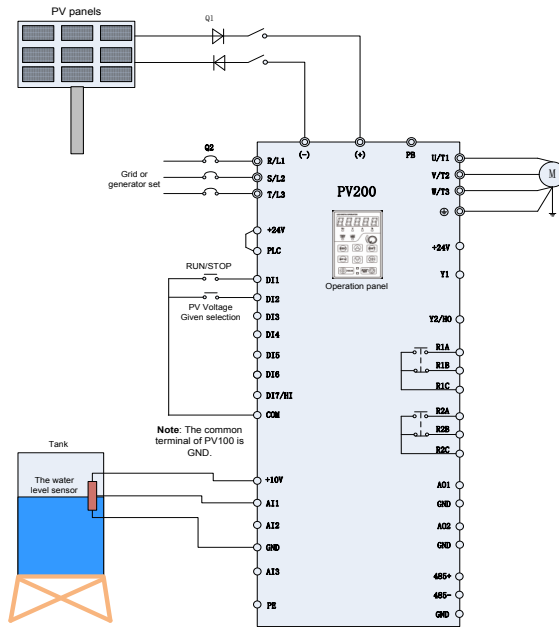 PV panels
Q1
Q2
(-)
(+)
PB
R/L1
S/L2
T/L3
Grid or
generator set
U/T1
V/T2
W/T3
M
PV200
+24V
PLC
Operation panel
+24V
Y1
Y2/HO
RUN/STOP
DI1
DI2
PV Voltage
Given selection
DI3
DI4
DI5
DI6
DI7/HI
COM
R1A
R1B
R1C
R2A
R2B
R2C
Note: The common
terminal of PV100 is
GND.
Tank
The water
level sensor
+10V
AI1
AI2
GND
AI3
PE
AO1
GND
AO2
GND
485+
485-
GND